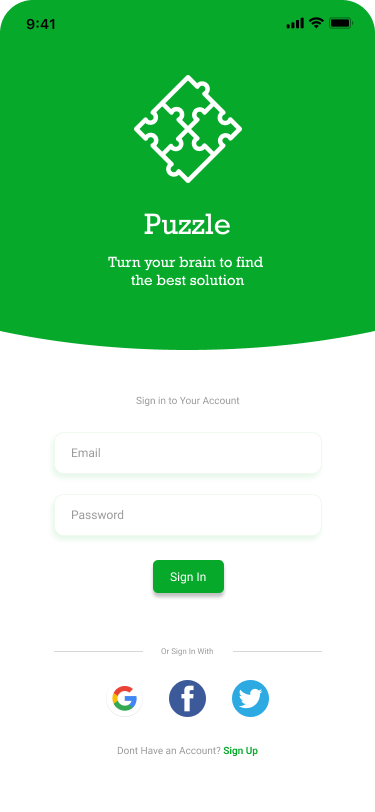 9:41
Puzzle
Turn your brain to find
the best solution
Sign in to Your Account
Email
Password
Sign In
Or Sign In With
Dont Have an Account? Sign Up